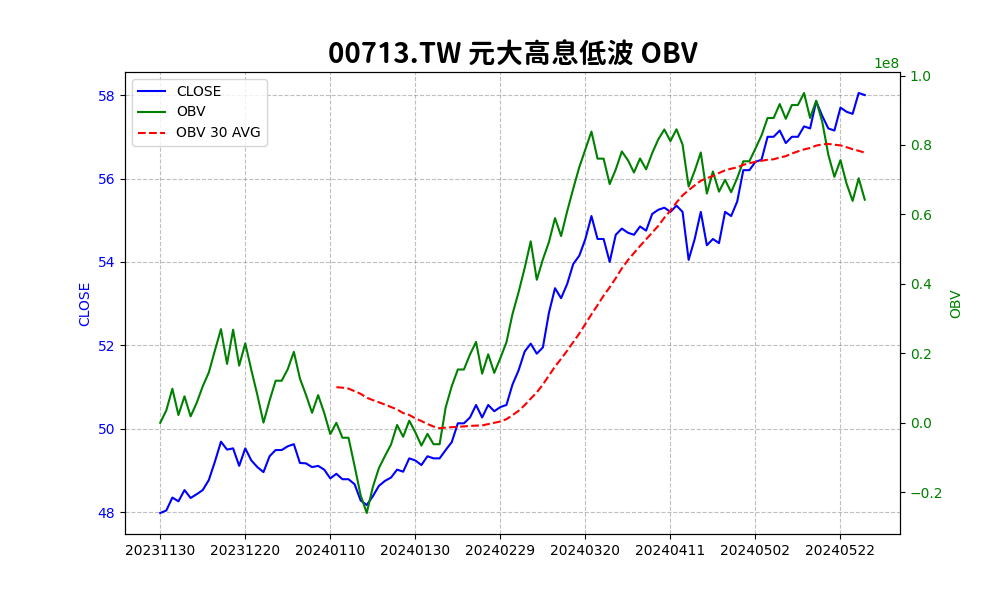 00713.TW 元大高息低波 OBV
1e8
CLOSE
OBV
OBV 30 AVG
58
56
54
52
50
48
CLOSE
1.0
0.8
0.6
0.4
0.2
0.0
−0.2
OBV
20231130 20231220 20240110 20240130 20240229 20240320 20240411 20240502 20240522